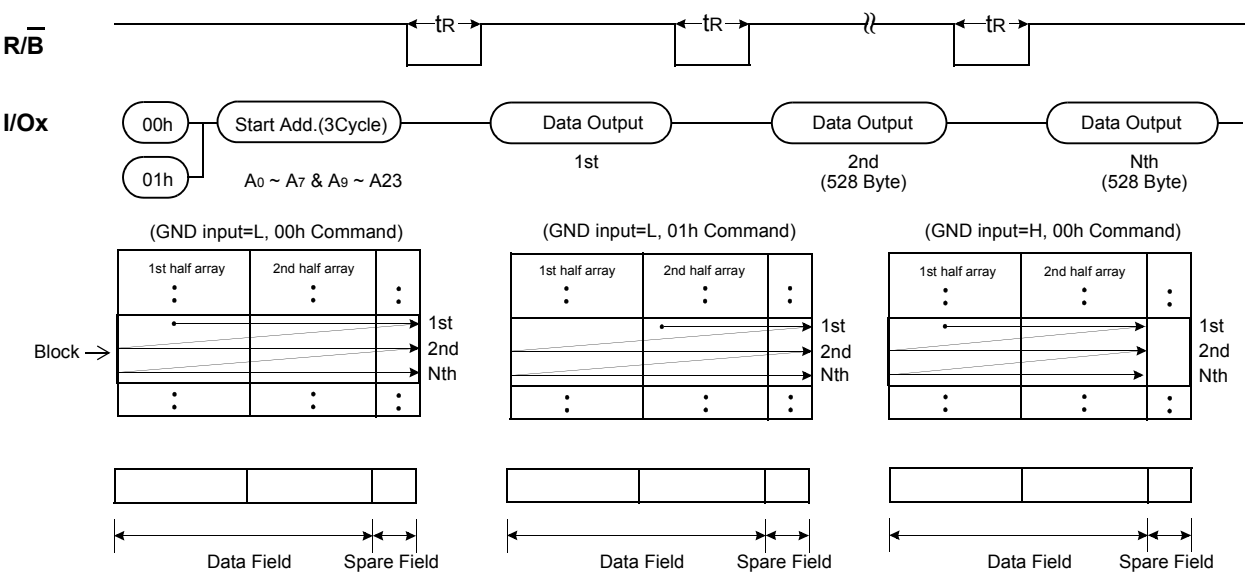 R/B tR tR tR
I/Ox 00h Start Add.(3Cycle) Data Output Data Output Data Output
01h A0 ~ A7 & A9 ~ A23 1st 2nd Nth
(528 Byte) (528 Byte)
(GND input=L, 00h Command) (GND input=L, 01h Command) (GND input=H, 00h Command)
1st half array 2nd half array 1st half array 2nd half array 1st half array 2nd half array
1st 1st 1st
Block 2nd 2nd 2nd
Nth Nth Nth
Data Field Spare Field Data Field Spare Field Data Field Spare Field